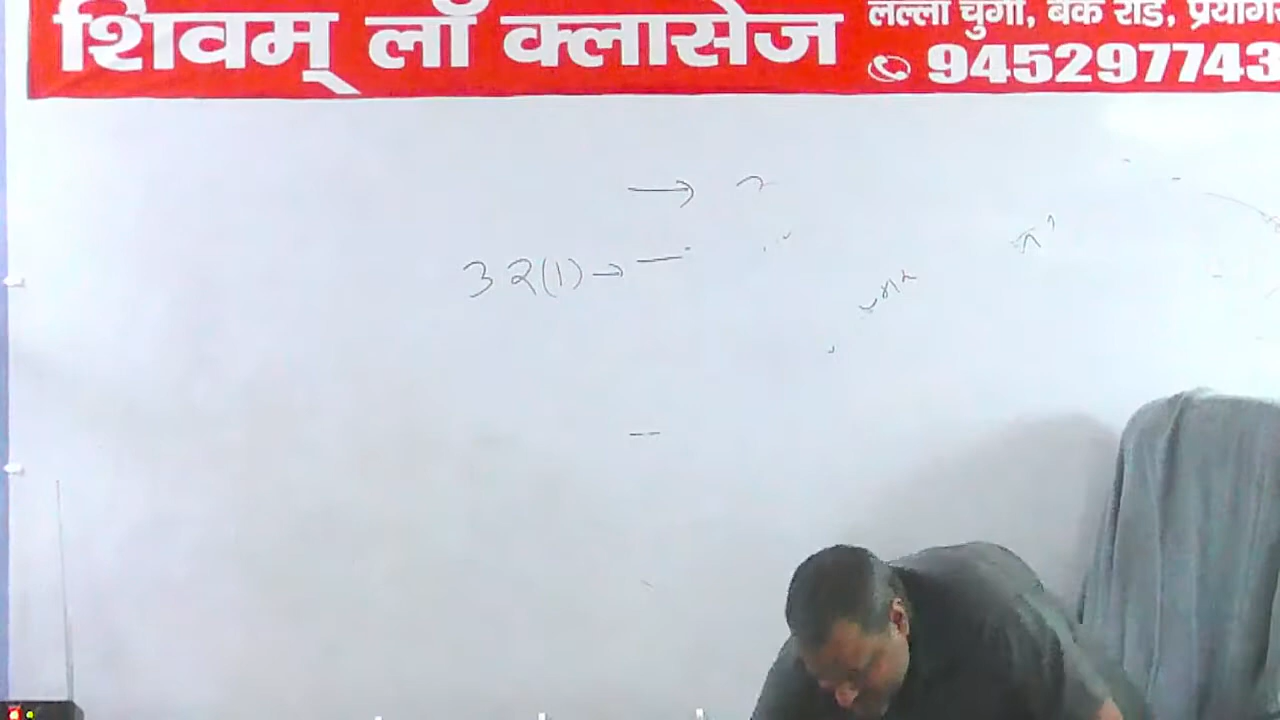 शिवम् लॉ क्लासेज
लल्ला चुंगी, बैंक रोड, प्रयाग
945297743
32(1) →